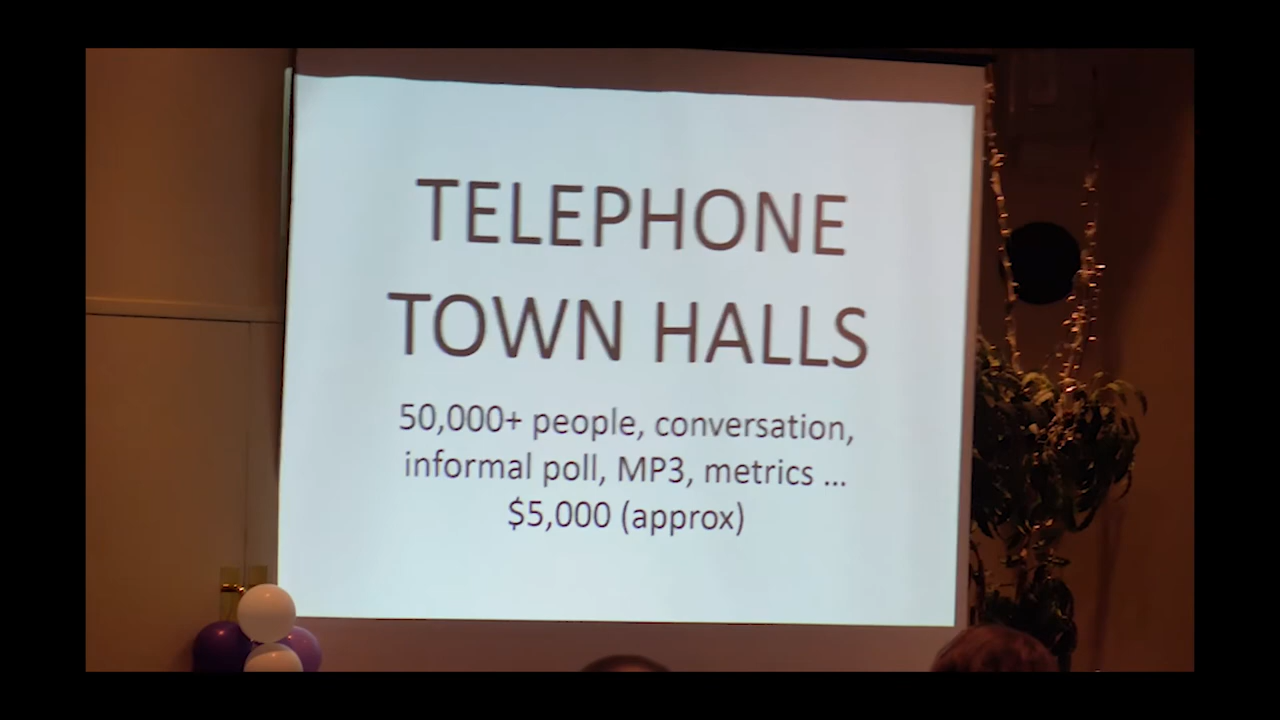 TELEPHONE
TOWN HALLS
50,000+ people, conversation,
informal poll, MP3, metrics ...
$5,000 (approx)